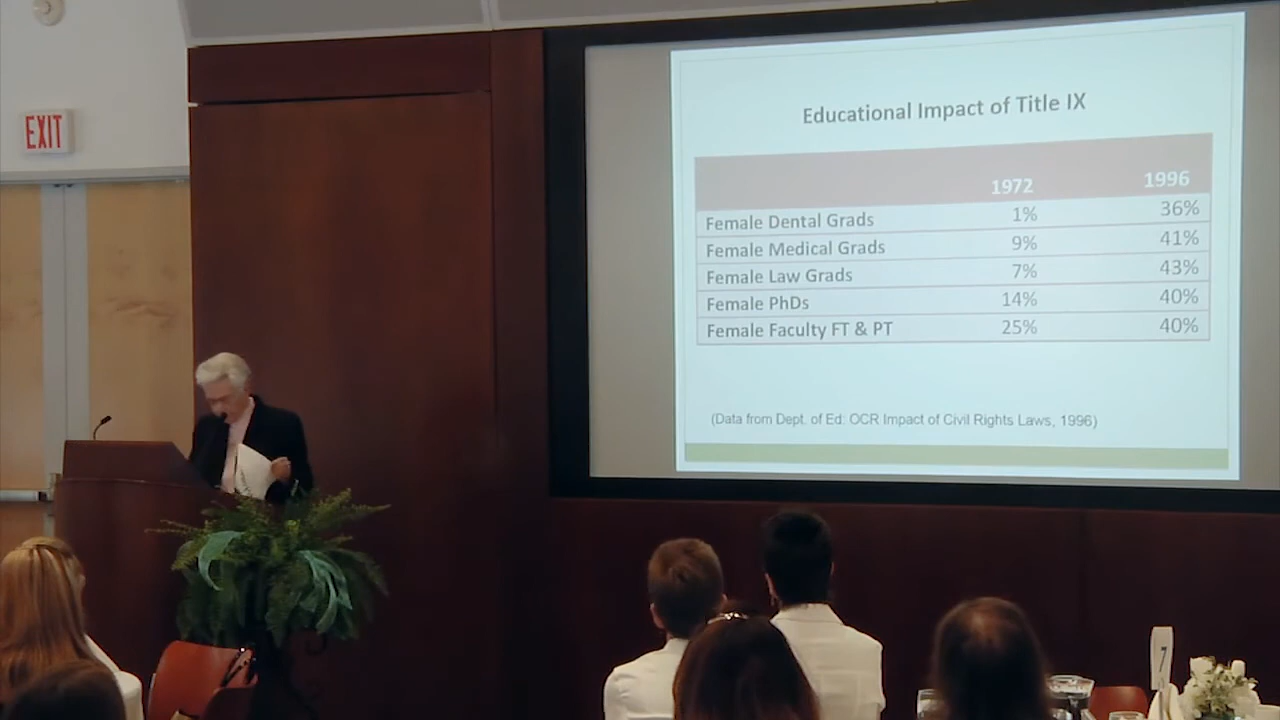 EXIT
Educational Impact of Title IX
1972 1996
Female Dental Grads 1% 36%
Female Medical Grads 9% 41%
Female Law Grads 7% 43%
Female PhDs 14% 40%
Female Faculty FT & PT 25% 40%
(Data from Dept. of Ed: OCR Impact of Civil Rights Laws, 1996)
7